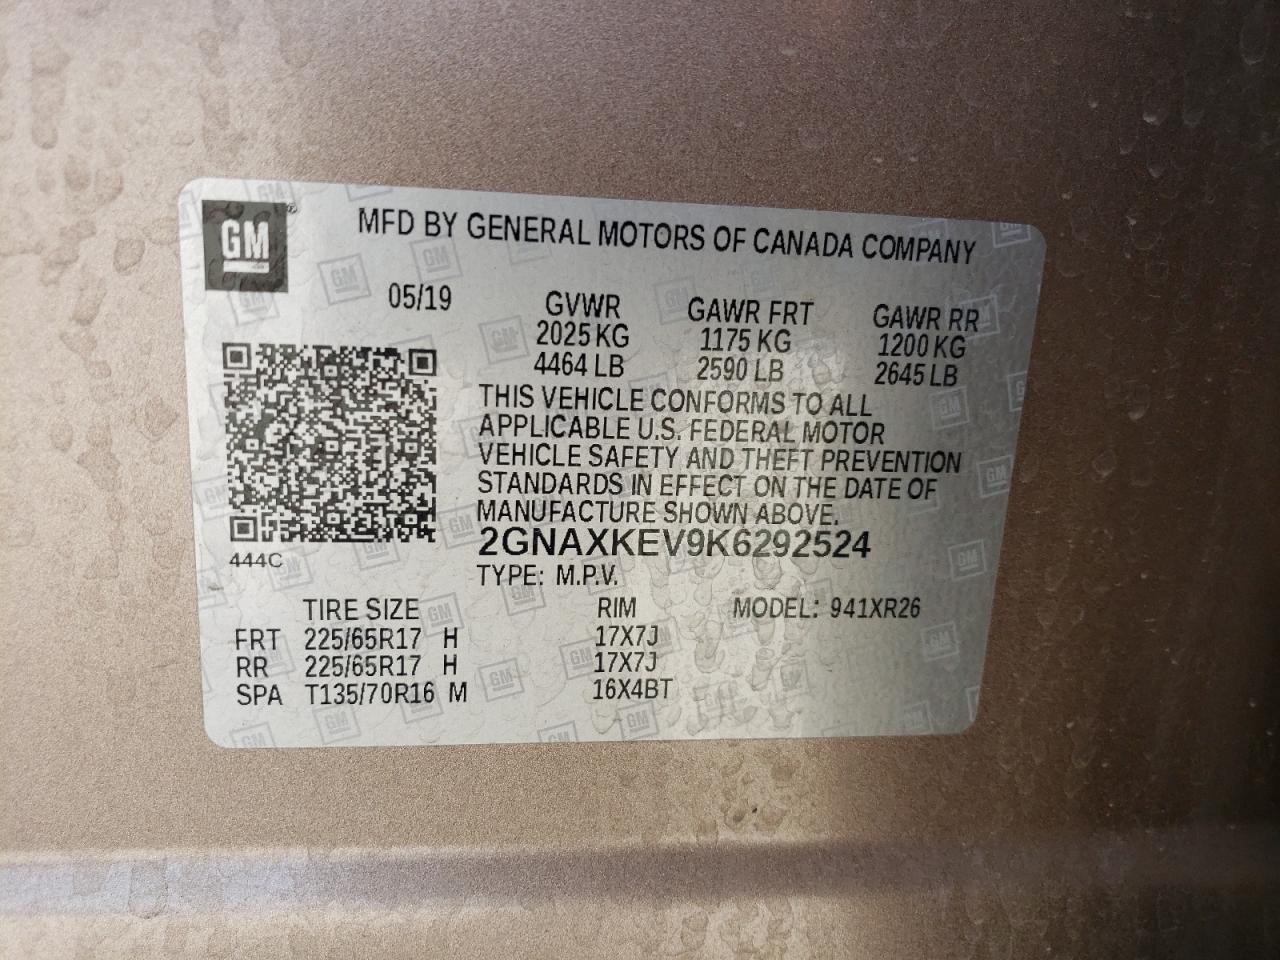 GM®
MFD BY GENERAL MOTORS OF CANADA COMPANY
05/19
GVWR GAWR FRT GAWR RR
2025 KG 1175 KG 1200 KG
4464 LB 2590 LB 2645 LB
THIS VEHICLE CONFORMS TO ALL
APPLICABLE U.S. FEDERAL MOTOR
VEHICLE SAFETY AND THEFT PREVENTION
STANDARDS IN EFFECT ON THE DATE OF
MANUFACTURE SHOWN ABOVE.
2GNAXKEV9K6292524
444C
TYPE: M.P.V.
TIRE SIZE RIM MODEL: 941XR26
FRT 225/65R17 H 17X7J
RR 225/65R17 H 17X7J
SPA T135/70R16 M 16X4BT